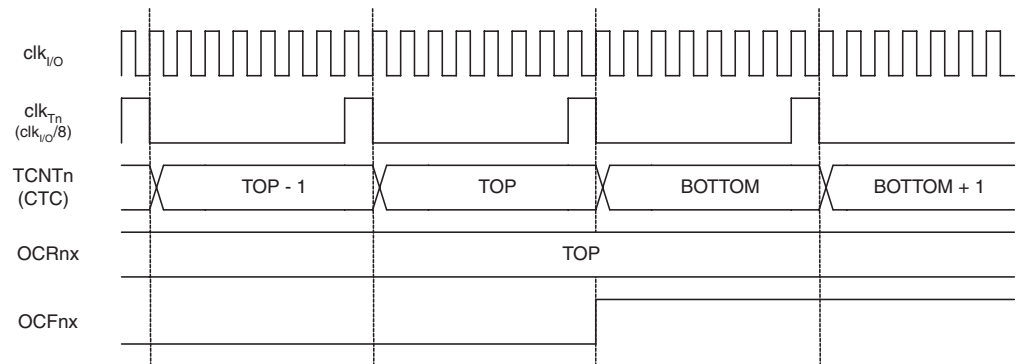 clkI/O
clkTn
(clkI/O/8)
TCNTn
(CTC)
TOP - 1
TOP
BOTTOM
BOTTOM + 1
OCRnx
TOP
OCFnx